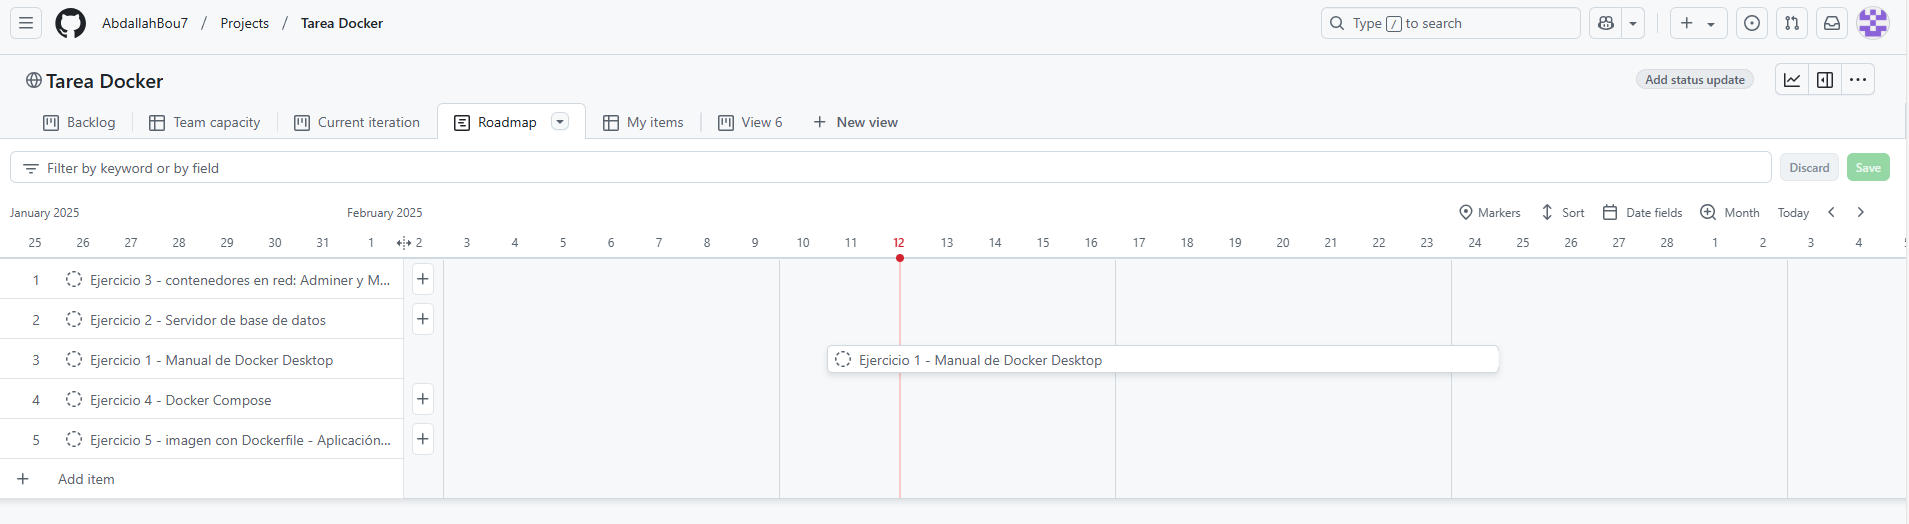 AbdallahBou7 / Projects / Tarea Docker Type / to search
Tarea Docker Add status update
Backlog Team capacity Current iteration Roadmap My items View 6 + New view
Filter by keyword or by field Discard Save
January 2025 February 2025 Markers Sort Date fields Month Today
25 26 27 28 29 30 31 1 2 3 4 5 6 7 8 9 10 11 12 13 14 15 16 17 18 19 20 21 22 23 24 25 26 27 28 1 2 3 4
1 Ejercicio 3 - contenedores en red: Adminer y M... +
2 Ejercicio 2 - Servidor de base de datos +
3 Ejercicio 1 - Manual de Docker Desktop Ejercicio 1 - Manual de Docker Desktop
4 Ejercicio 4 - Docker Compose +
5 Ejercicio 5 - imagen con Dockerfile - Aplicación... +
+ Add item